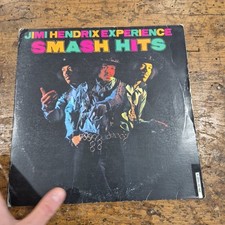 JIMI HENDRIX EXPERIENCE
SMASH HITS